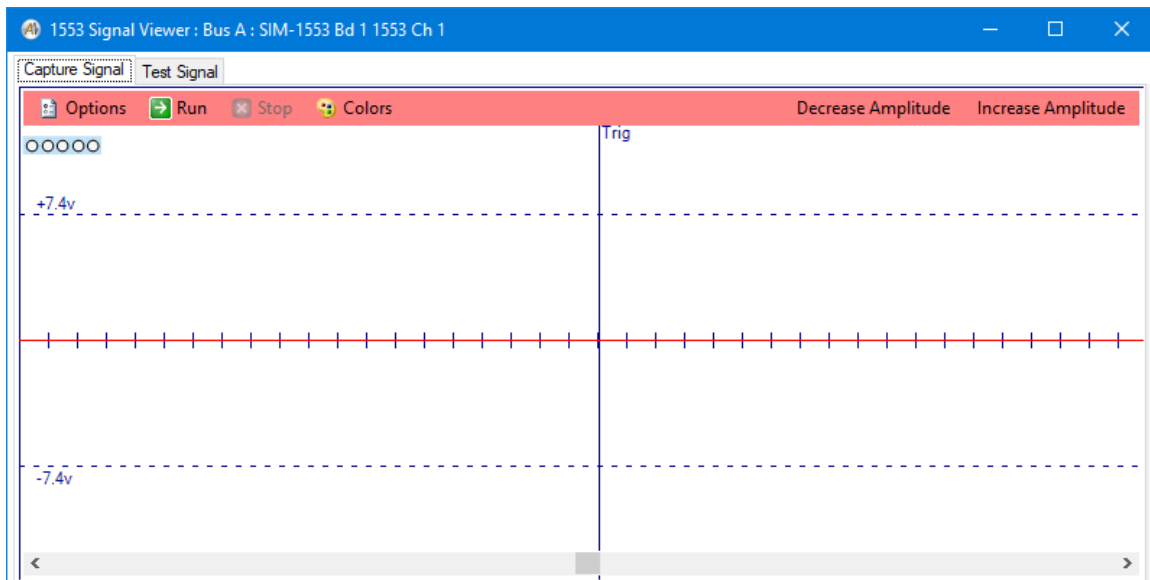 1553 Signal Viewer : Bus A : SIM-1553 Bd 1 1553 Ch 1
Capture Signal Test Signal
Options Run Stop Colors Decrease Amplitude Increase Amplitude
Trig
+7.4v
-7.4v